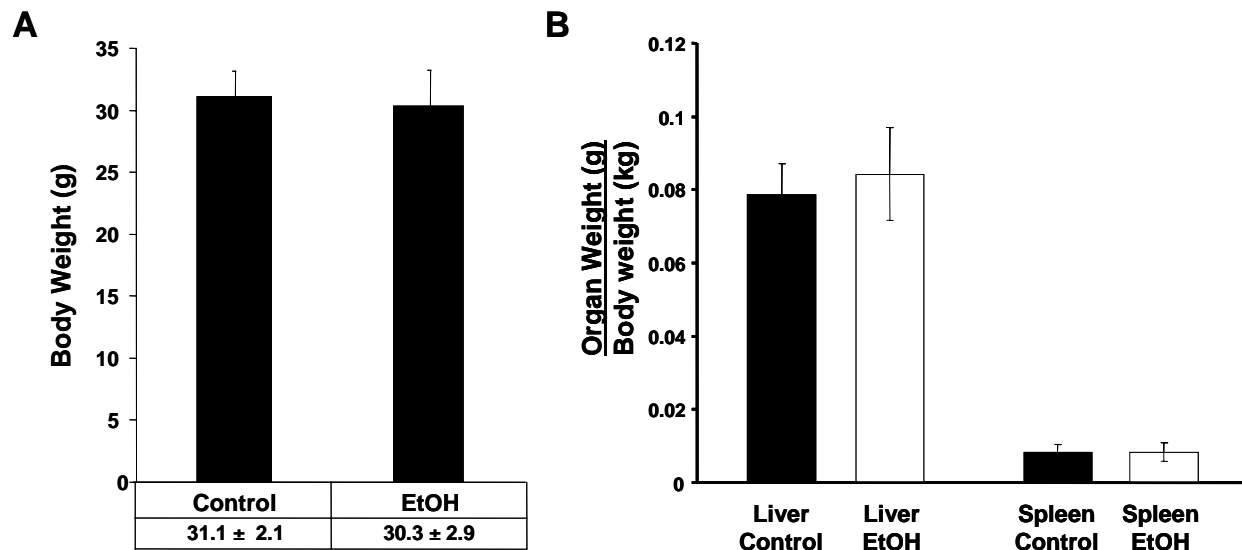 A
Body Weight (g)
35
30
25
20
15
10
5
0
Control EtOH
31.1 ± 2.1 30.3 ± 2.9
B
Organ Weight (g)
Body weight (kg)
0.12
0.1
0.08
0.06
0.04
0.02
0
Liver Liver Spleen Spleen
Control EtOH Control EtOH